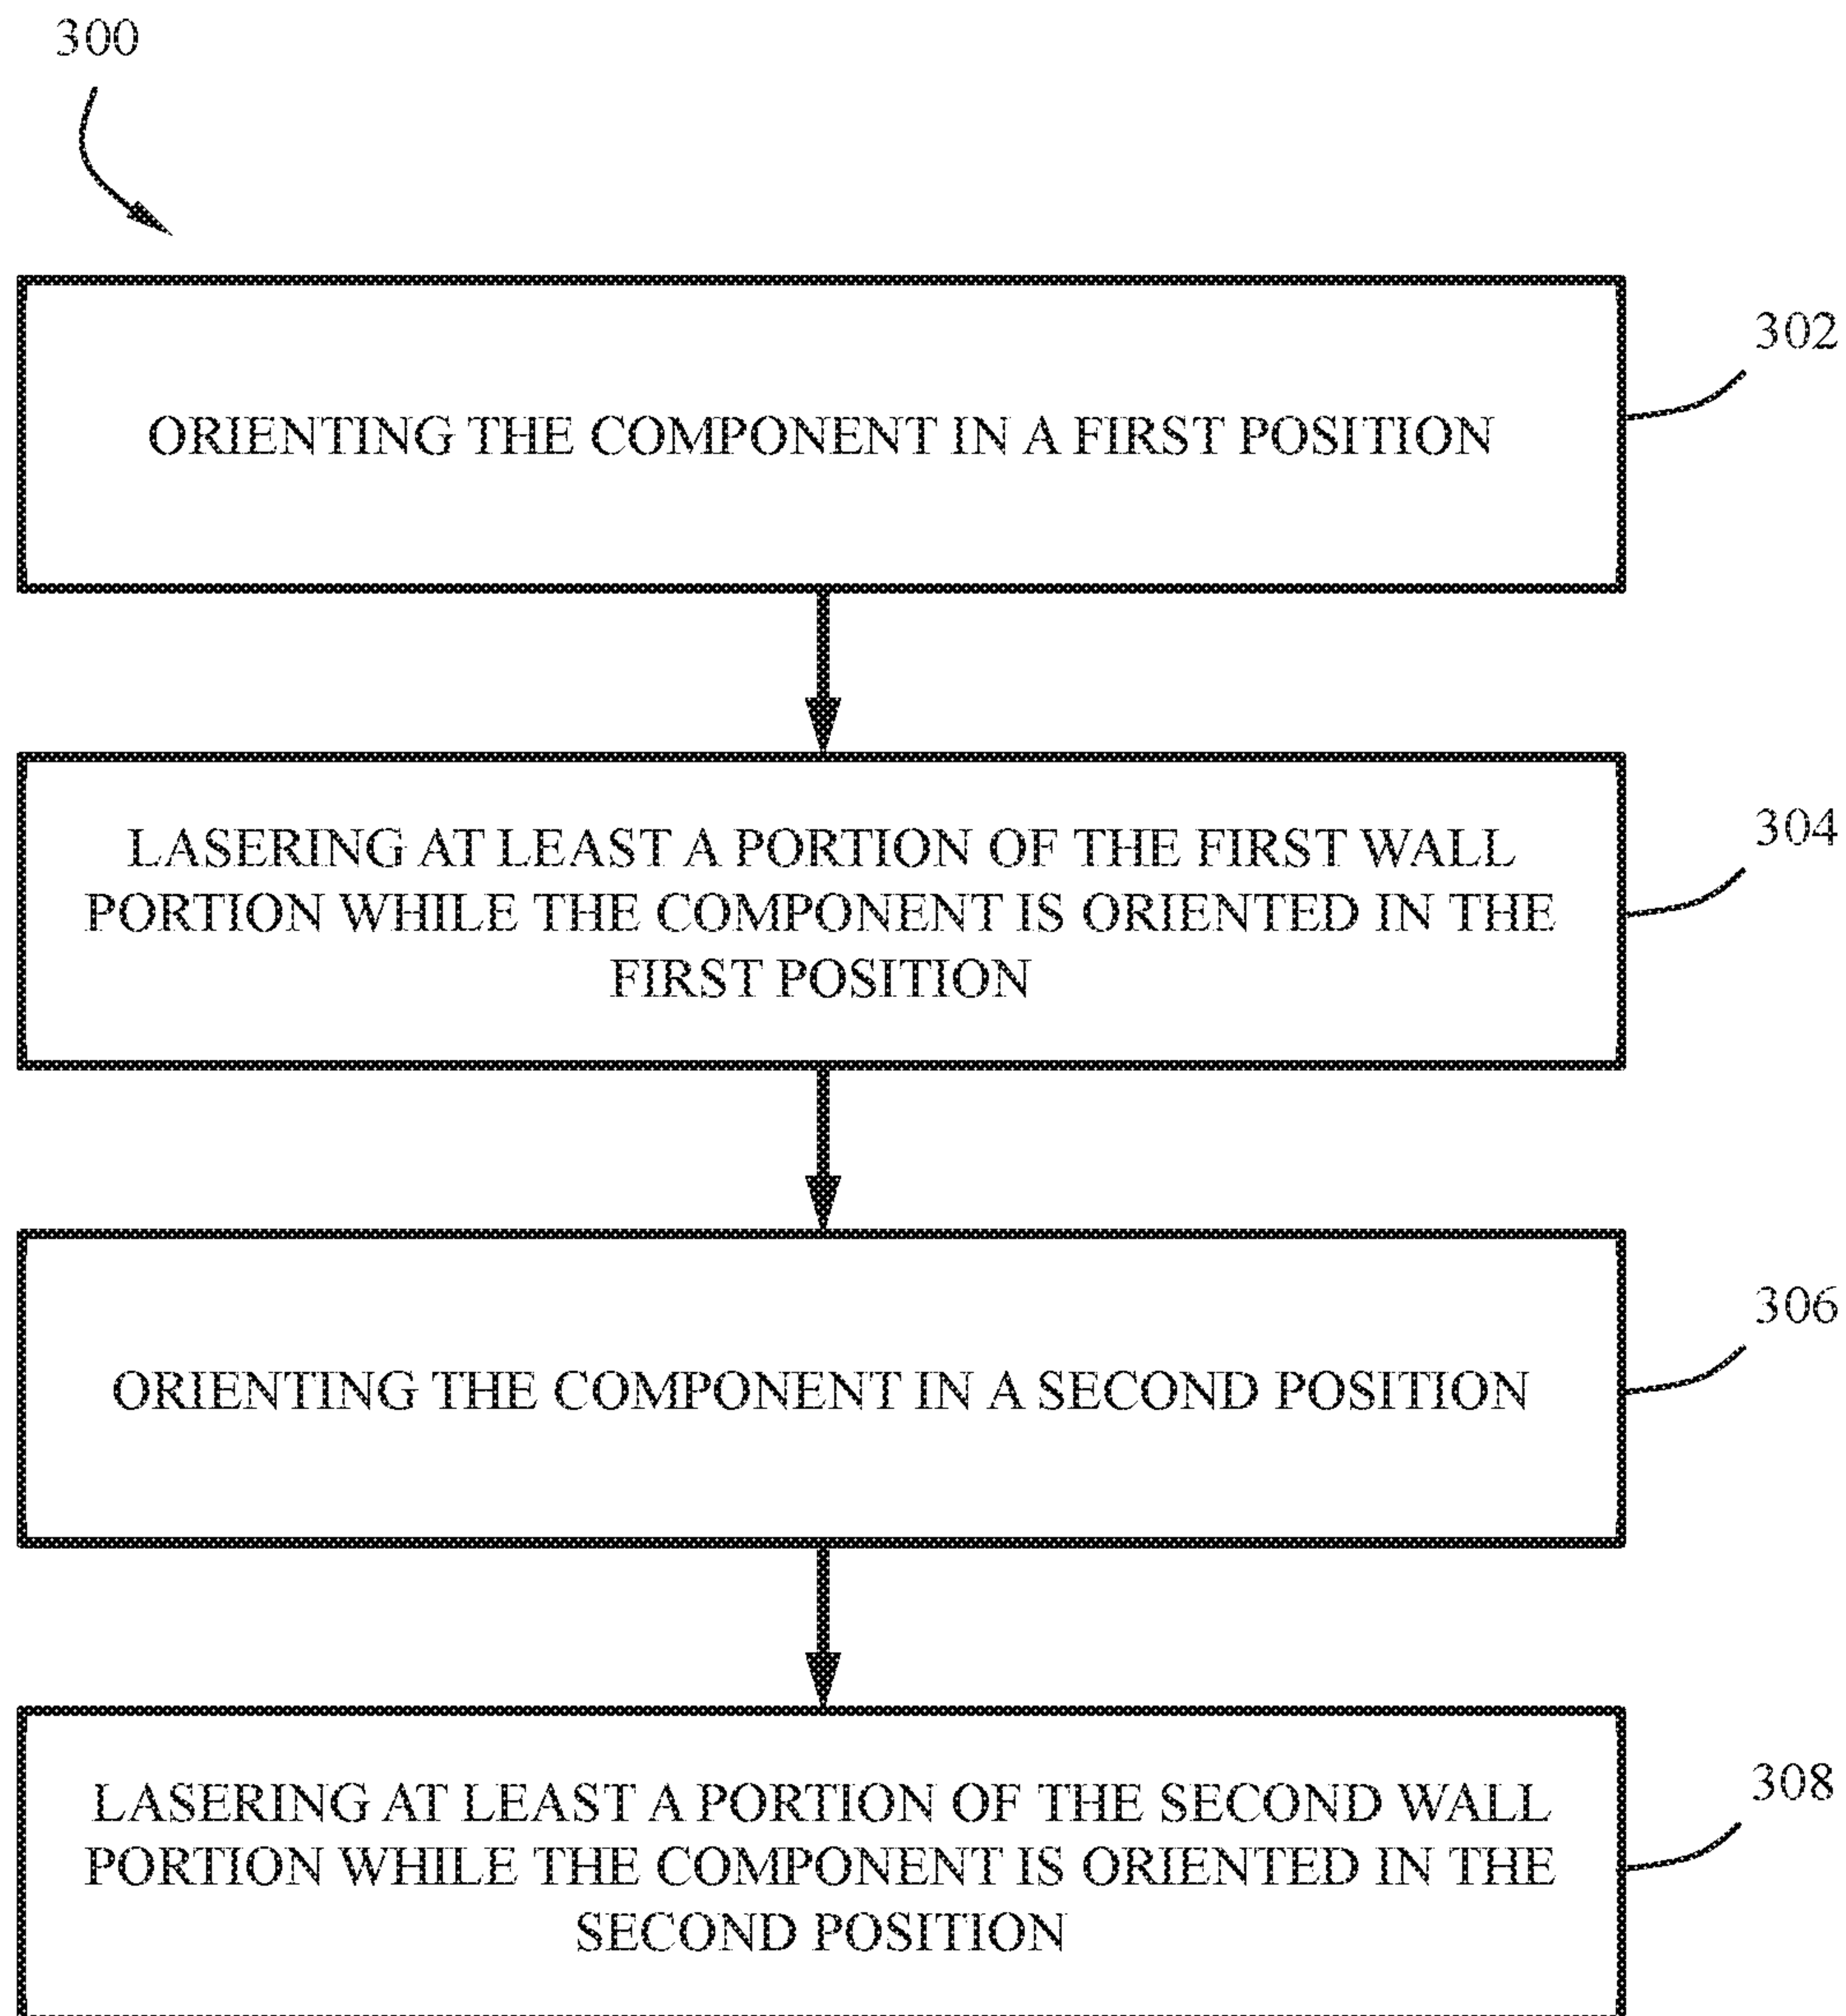 300
302
ORIENTING THE COMPONENT IN A FIRST POSITION
304
LASERING AT LEAST A PORTION OF THE FIRST WALL
PORTION WHILE THE COMPONENT IS ORIENTED IN THE
FIRST POSITION
306
ORIENTING THE COMPONENT IN A SECOND POSITION
308
LASERING AT LEAST A PORTION OF THE SECOND WALL
PORTION WHILE THE COMPONENT IS ORIENTED IN THE
SECOND POSITION